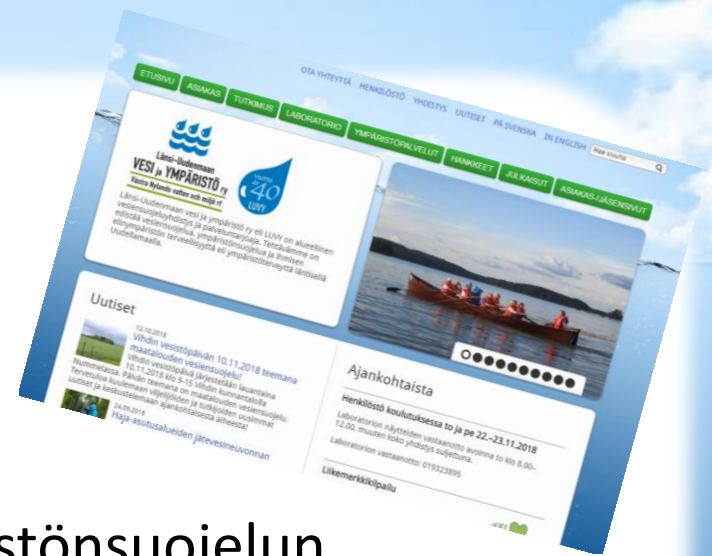 OTA YHTEYTTÄ HENKILÖSTÖ YHDISTYS UUTISET PÅ SVENSKA IN ENGLISH Hae sivuilta
ETUSIVU ASIAKAS TUTKIMUS LABORATORIO YMPÄRISTÖPALVELUT HANKKEET JULKAISUT ASIAKAS-/JÄSENSIVUT
Länsi-Uudenmaan
VESI ja YMPÄRISTÖ ry
Västra Nylands vatten och miljö rf
40
LUVY
Länsi-Uudenmaan vesi ja ympäristö ry eli LUVY on alueellinen
vesiensuojeluyhdistys ja palveluntarjoaja. Tehtävämme on
edistää vesiensuojelua, ympäristönsuojelua ja ihmisen
elinympäristön terveellisyyttä eli ympäristöterveyttä läntisellä
Uudellamaalla.
Uutiset
12.10.2018
Vihdin vesistöpäivän 10.11.2018 teemana
maatalouden vesiensuojelu!
Vihdin vesistöpäivä järjestetään lauantaina
10.11.2018 klo 9-15 Vihdin kunnantalolla
Nummelassa. Päivän teemana on maatalouden vesiensuojelu.
Tervetuloa kuulemaan viljelijöiden ja tutkijoiden uusimmat
uutiset ja keskustelemaan ajankohtaisesta aiheesta!
24.09.2018
Haja-asutusalueiden jätevesineuvonnan
Ajankohtaista
Henkilöstö koulutuksessa to ja pe 22.–23.11.2018
Laboratorion näytteiden vastaanotto avoinna to klo 8.00–
12.00, muuten koko yhdistys suljettuna.
Laboratorion vastaanotto: 019323895
Liikemerkkikilpailu
stönsuojelun